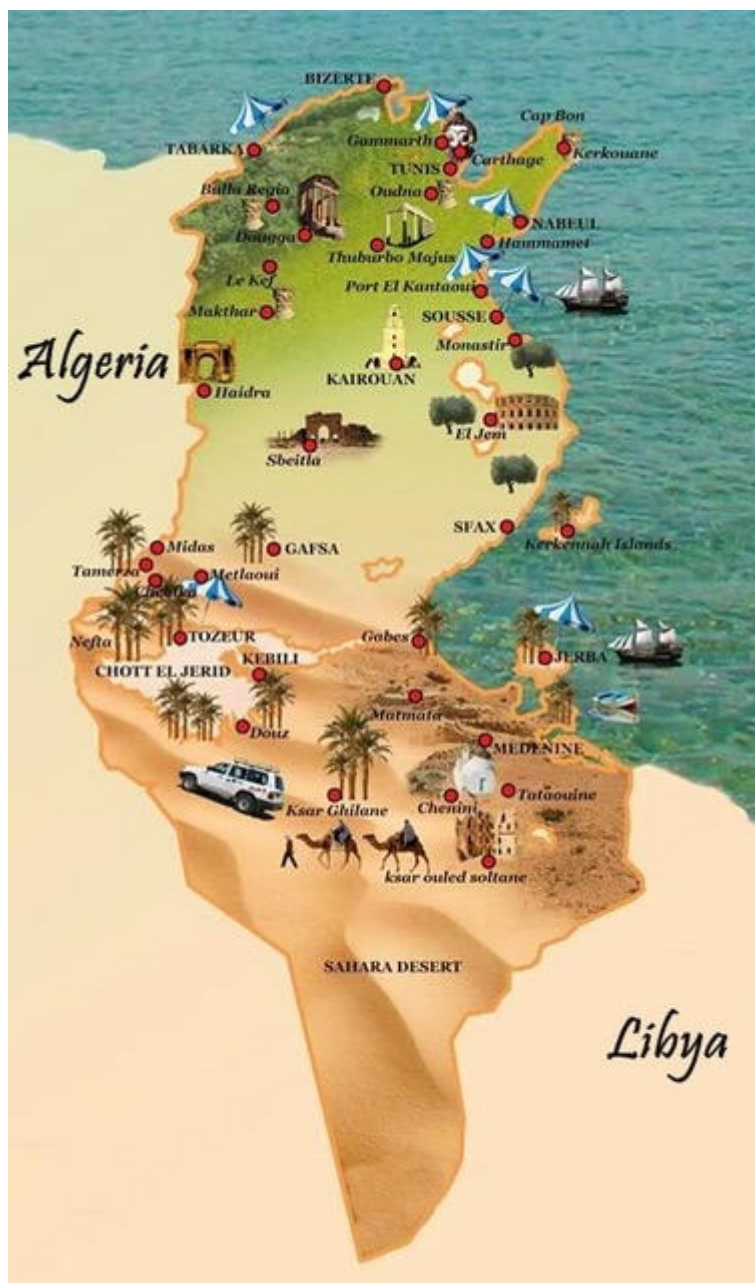 BIZERTE
Cap Bon
Gammarth
TABARKA
Carthage
Kerkouane
TUNIS
Bulla Regia
Oudna
NABEUL
Dougga
Hammamet
Thuburbo Majus
Le Kef
Port El Kantaoui
Makthar
SOUSSE
Monastir
Algeria
KAIROUAN
Haidra
El Jem
Sbeitla
SFAX
Kerkennah Islands
Midas
GAFSA
Tamerza
Metlaoui
Chebika
Nefta
TOZEUR
Gabes
JERBA
KEBILI
CHOTT EL JERID
Matmata
Douz
MEDENINE
Ksar Ghilane
Chenini
Tataouine
ksar ouled soltane
SAHARA DESERT
Libya